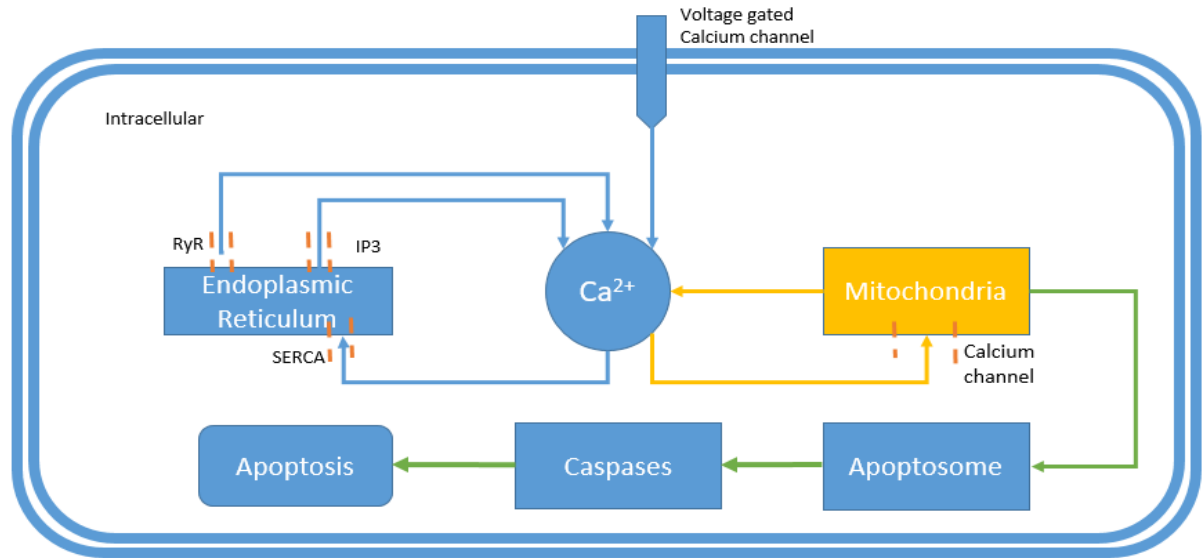 Voltage gated
Calcium channel
Intracellular
RyR
IP3
Endoplasmic
Reticulum
SERCA
Ca²⁺
Mitochondria
Calcium
channel
Apoptosis
Caspases
Apoptosome